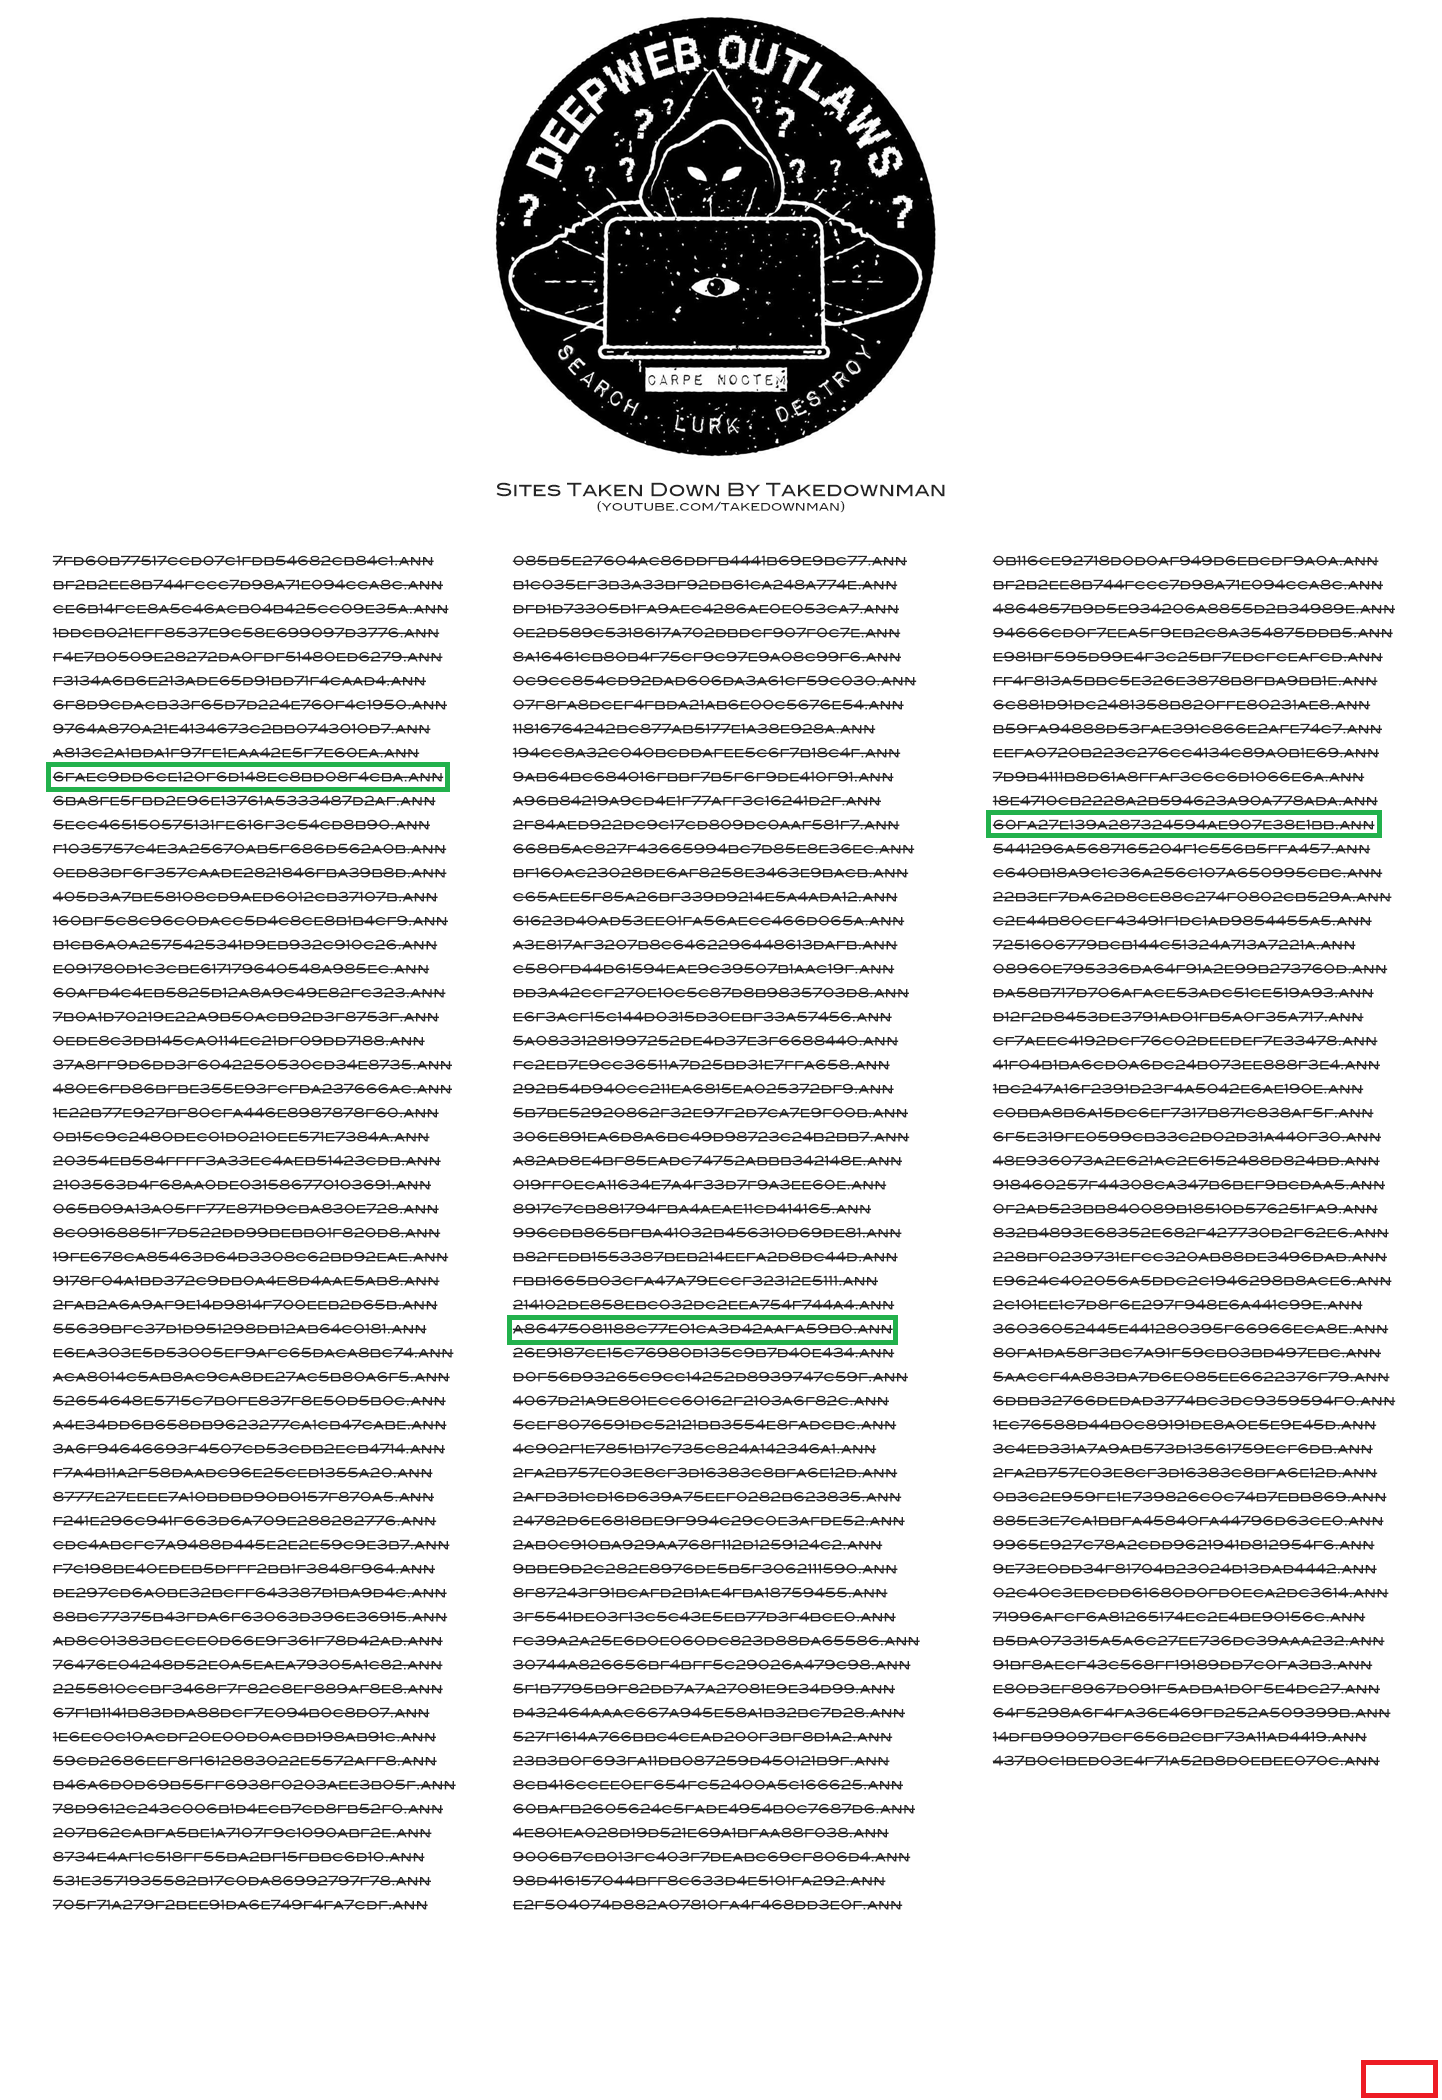 DEEPWEB OUTLAWS
? ? ? ? ? ? ? ? ? ?
CARPE NOCTEM
SEARCH. LURK DESTROY.
Sites Taken Down By Takedownman
(YOUTUBE.COM/TAKEDOWNMAN)
7FD60B77517CCD07C1FDB54682CB84C1.ANN
BF2B2EE8B744FCCC7D98A71E094CCA8C.ANN
CE6B14FCE8A5C46ACB04B425CC09E35A.ANN
1DDCB021EFF8537E9C58E699097D3776.ANN
F4E7B0509E28272DA0FDF51480ED6279.ANN
F3134A6B6E213ADE65D91BD71F4CAAD4.ANN
6F8D9CDACB33F65D7D224E760F4C1950.ANN
9764A870A21E4134673C2BB0743010D7.ANN
A813C2A1BDA1F97FE1EAA42E5F7E60EA.ANN
6FAEC9DD6CE120F6D148EC8BD08F4CBA.ANN
6BA8FE5FBD2E96E13761A5333487D2AF.ANN
5ECC465150575131FE616F3C54CD8B90.ANN
F1035757C4E3A25670AB5F686D562A0B.ANN
0ED83DF6F357CAADE2821846FBA39B8D.ANN
405D3A7BE58108CD9AED6012CB37107B.ANN
160BF5C8C96C0DACC5D4C8CE8B1B4CF9.ANN
B1CB6A0A2575425341D9EB932C910C26.ANN
E091780D1C3CBE617179640548A985EC.ANN
60AFD4C4EB5825D12A8A9C49E82FC323.ANN
7B0A1D70219E22A9B50ACB92D3F8753F.ANN
0EDE8C3DB145CA0114EC21DF09DD7188.ANN
37A8FF9D6DD3F6042250530CD34E8735.ANN
480E6FD86BFBE355E93FCFDA237666AC.ANN
1E22B77E927BF80CFA446E8987878F60.ANN
0B15C9C2480DEC01D0210EE571E7384A.ANN
20354EB584FFFF3A33EC4AEB51423CDB.ANN
2103563D4F68AA0DE031586770103691.ANN
065B09A13A05FF77E871D9CBA830E728.ANN
8C09168851F7D522DD99BEBB01F820D8.ANN
19FE678CA85463D64D3308C62BD92EAE.ANN
9178F04A1BD372C9DB0A4E8D4AAE5AB8.ANN
2FAB2A6A9AF9E14D9814F700EEB2D65B.ANN
55639BFC37D1D951298DB12AB64C0181.ANN
E6EA303E5D53005EF9AFC65DACA8BC74.ANN
ACA8014C5AB8AC9CA8DE27AC5B80A6F5.ANN
52654648E5715C7B0FE837F8E50D5B0C.ANN
A4E34DD6B658DB9623277CA1CB47CABE.ANN
3A6F94646693F4507CD53CDB2ECB4714.ANN
F7A4B11A2F58DAADC96E25CED1355A20.ANN
8777E27EEEE7A10BDBD90B0157F870A5.ANN
F241E296C941F663D6A709E288282776.ANN
CDC4ABCFC7A9488D445E2E2E59C9E3B7.ANN
F7C198BE40EDEB5DFFF2BB1F3848F964.ANN
DE297CD6A0BE32BCFF643387D1BA9D4C.ANN
88BC77375B43FDA6F63063D396E36915.ANN
AD8C01383BCECE0D66E9F361F78D42AD.ANN
76476E04248D52E0A5EAEA79305A1C82.ANN
2255810CCBF3468F7F82C8EF889AF8E8.ANN
67F1B1141B83DDA88DCF7E094B0C8D07.ANN
1E6EC0C10ACDF20E00D0ACBD198AB91C.ANN
59CD2686EEF8F1612883022E5572AFF8.ANN
B46A6D0D69B55FF6938F0203AEE3B05F.ANN
78D9612C243C006B1D4ECB7CD8FB52F0.ANN
207B62CABFA5BE1A7107F9C1090ABF2E.ANN
8734E4AF1C518FF55BA2BF15FBBC6D10.ANN
531E3571935582B17C0DA86992797F78.ANN
705F71A279F2BEE91DA6E749F4FA7CDF.ANN
085B5E27604AC86DDFB4441B69E9BC77.ANN
B1C035EF3B3A33BF92DB61CA248A774E.ANN
DFD1D73305D1FA9AEC4286AE0E053CA7.ANN
0E2D589C5318617A702DBDCF907F0C7E.ANN
8A16461CB80B4F75CF9C97E9A08C99F6.ANN
0C9CC854CD92DAD606DA3A61CF59C030.ANN
07F8FA8DCEF4FBDA21AB6E00C5676E54.ANN
11816764242BC877AB5177E1A38E928A.ANN
194CC8A32C040BCDDAFEE5C6F7B18C4F.ANN
9AB64BC684016FBBF7B5F6F9DE410F91.ANN
A96B84219A9CD4E1F77AFF3C16241D2F.ANN
2F84AED922DC9C17CD809DC0AAF581F7.ANN
668B5AC827F43665994BC7D85E8E36EC.ANN
BF160AC23028DE6AF8258E3463E9BACB.ANN
C65AEE5F85A26BF339D9214E5A4ADA12.ANN
61623D40AD53EE01FA56AECC466D065A.ANN
A3E817AF3207B8C6462296448613DAFB.ANN
C580FD44D61594EAE9C39507B1AAC19F.ANN
DD3A42CCF270E10C5C87D8B9835703D8.ANN
E6F3ACF15C144D0315D30EBF33A57456.ANN
5A08331281997252DE4D37E3F6688440.ANN
FC2EB7E9CC36511A7D25BD31E7FFA658.ANN
292B54D940CC211EA6815EA025372DF9.ANN
5B7BE52920862F32E97F2D7CA7E9F00B.ANN
306E891EA6D8A6BC49D98723C24B2BB7.ANN
A82AD8E4BF85EADC74752ABBB342148E.ANN
019FF0ECA11634E7A4F33D7F9A3EE60E.ANN
8917C7CB881794FBA4AEAE11CD414165.ANN
996CDB865BFBA41032B456310D69DE81.ANN
B82FEDB1553387BEB214EEFA2D8DC44D.ANN
FBB1665B03CFA47A79ECCF32312E5111.ANN
214102DE858EBC032DC2EEA754F744A4.ANN
A86475081188C77E01CA3D42AAFA59B0.ANN
26E9187CE15C76980D135C9B7D40E434.ANN
D0F56D93265C9CC14252D8939747C59F.ANN
4067D21A9E801ECC60162F2103A6F82C.ANN
5CEF8076591DC52121BB3554E8FADCBC.ANN
4C902F1E7851B17C735C824A142346A1.ANN
2FA2B757E03E8CF3D16383C8BFA6E12D.ANN
2AFD3D1CD16D639A75EEF0282B623835.ANN
24782D6E6818BE9F994C29C0E3AFDE52.ANN
2AB0C910BA929AA768F112D1259124C2.ANN
9BBE9D2C282E8976DE5B5F3062111590.ANN
8F87243F91BCAFD2B1AE4FBA18759455.ANN
3F5541DE03F13C5C43E5EB77D3F4BCE0.ANN
FC39A2A25E6D0E060DC823D88DA65586.ANN
30744A826656BF4BFF5C29026A479C98.ANN
5F1B7795B9F82DD7A7A27081E9E34D99.ANN
D432464AAAC667A945E58A1B32BC7D28.ANN
527F1614A766BBC4CEAD200F3BF8D1A2.ANN
23B3B0F693FA11DB087259D450121B9F.ANN
8CB416CCEE0EF654FC52400A5C166625.ANN
60BAFB2605624C5FADE4954B0C7687D6.ANN
4E801EA028D19D521E69A1BFAA88F038.ANN
9006B7CB013FC403F7DEABC69CF806D4.ANN
98D416157044BFF8C633D4E5101FA292.ANN
E2F504074D882A07810FA4F468DD3E0F.ANN
0B116CE92718D0D0AF949D6EBCDF9A0A.ANN
BF2B2EE8B744FCCC7D98A71E094CCA8C.ANN
4864857B9D5E934206A8855D2B34989E.ANN
94666CD0F7EEA5F9EB2C8A354875DDB5.ANN
E981BF595D99E4F3C25BF7EDCFCEAFCD.ANN
FF4F813A5BBC5E326E3878B8FBA9BB1E.ANN
6C881D91DC2481358B820FFE80231AE8.ANN
B59FA94888D53FAE391C866E2AFE74C7.ANN
EEFA0720B223C276CC4134C89A0B1E69.ANN
7D9B4111B8D61A8FFAF3C6C6D1066E6A.ANN
18E4710CB2228A2B594623A90A778ADA.ANN
60FA27E139A287324594AE907E38E1BB.ANN
5441296A5687165204F1C556B5FFA457.ANN
C640B18A9C1C36A256C107A650995CBC.ANN
22B3EF7DA62D8CE88C274F0802CB529A.ANN
C2E44B80CEF43491F1DC1AD9854455A5.ANN
7251606779BCB144C51324A713A7221A.ANN
08960E795336DA64F91A2E99B273760D.ANN
DA58B717D706AFACE53ADC51CE519A93.ANN
D12F2D8453DE3791AD01FB5A0F35A717.ANN
CF7AEEC4192DCF76C02DEEDEF7E33478.ANN
41F04B1BA6CD0A6DC24B073EE888F3E4.ANN
1BC247A16F2391D23F4A5042E6AE190E.ANN
C0BBA8B6A15DC6EF7317B871C838AF5F.ANN
6F5E319FE0599CB33C2D02D31A440F30.ANN
48E936073A2E621AC2E6152488D824BD.ANN
918460257F44308CA347B6BEF9BCDAA5.ANN
0F2AD523BB840089B18510D576251FA9.ANN
832B4893E68352E682F427730D2F62E6.ANN
228BF0239731EFCC320AB88DE3496DAD.ANN
E9624C402056A5DDC2C1946298B8ACE6.ANN
2C101EE1C7D8F6E297F948E6A441C99E.ANN
36036052445E441280395F66966ECA8E.ANN
80FA1DA58F3BC7A91F59CB03BD497EBC.ANN
5AACCF4A883BA7D6E085EE6622376F79.ANN
6DBB32766DEDAD3774BC3DC9359594F0.ANN
1EC76588D44B0C89191DE8A0E5E9E45D.ANN
3C4ED331A7A9AB573D13561759ECF6DB.ANN
2FA2B757E03E8CF3D16383C8BFA6E12D.ANN
0B3C2E959FE1E739826C0C74B7EBB869.ANN
885E3E7CA1BBFA45840FA44796D63CE0.ANN
9965E927C78A2CDD9621941D812954F6.ANN
9E73E0DD34F81704B23024D13DAD4442.ANN
02C40C3EDCDD61680D0FD0ECA2DC3614.ANN
71996AFCF6A81265174EC2E4BE90156C.ANN
B5BA073315A5A6C27EE736DC39AAA232.ANN
91BF8AECF43C568FF19189DD7C0FA3B3.ANN
E80D3EF8967D091F5ADBA1D0F5E4DC27.ANN
64F5298A6F4FA36E469FD252A509399B.ANN
14DFB99097BCF656B2CBF73A11AD4419.ANN
437B0C1BED03E4F71A52B8D0EBEE070C.ANN